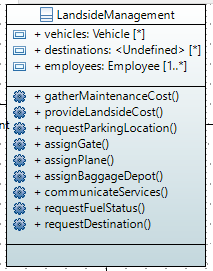 LandsideManagement
+ vehicles: Vehicle [*]
+ destinations: <Undefined> [*]
+ employees: Employee [1..*]
+ gatherMaintenanceCost()
+ provideLandsideCost()
+ requestParkingLocation()
+ assignGate()
+ assignPlane()
+ assignBaggageDepot()
+ communicateServices()
+ requestFuelStatus()
+ requestDestination()